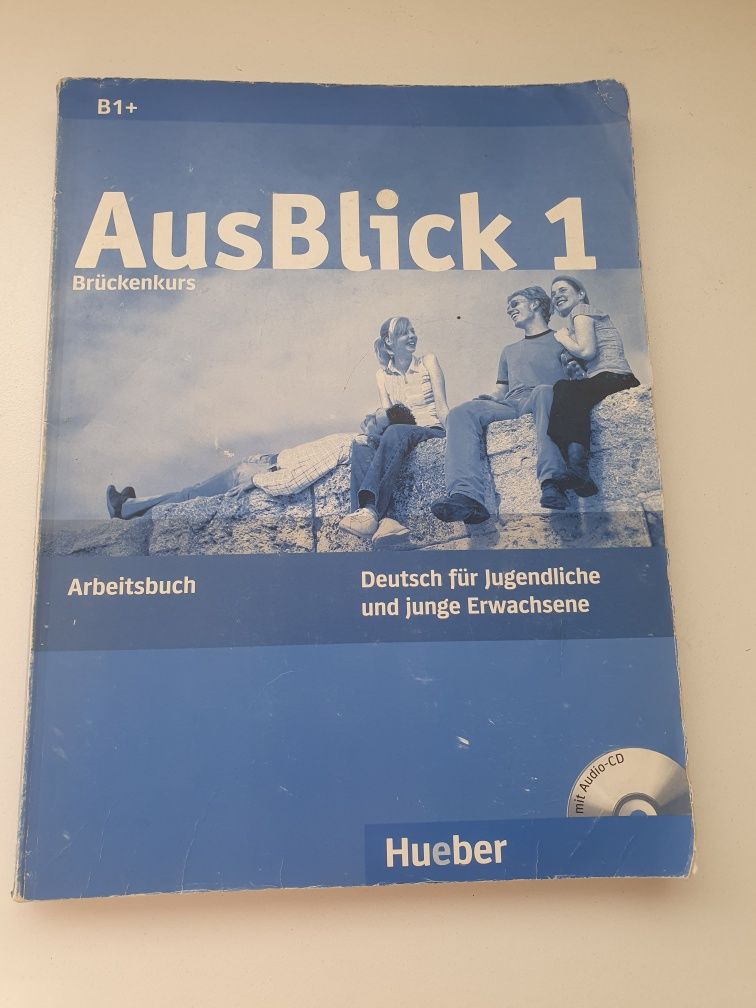 B1+
AusBlick 1
Brückenkurs
Arbeitsbuch
Deutsch für Jugendliche
und junge Erwachsene
mit Audio-CD
Hueber